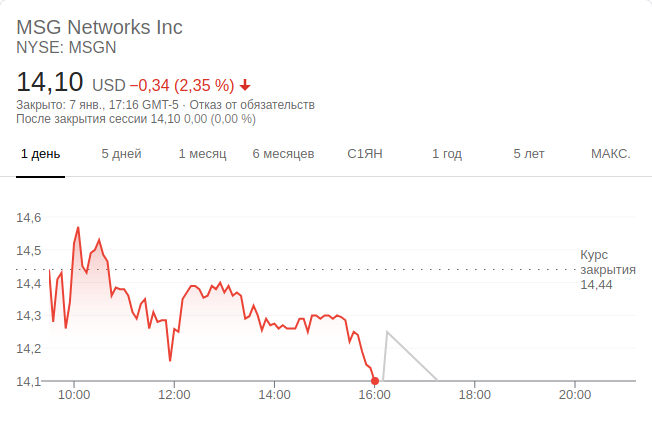 MSG Networks Inc
NYSE: MSGN
14,10 USD −0,34 (2,35 %)
Закрыто: 7 янв., 17:16 GMT-5 · Отказ от обязательств
После закрытия сессии 14,10 0,00 (0,00 %)
1 день 5 дней 1 месяц 6 месяцев С1ЯН 1 год 5 лет МАКС.
14,6
14,5
Курс
закрытия
14,44
14,4
14,3
14,2
14,1
10:00 12:00 14:00 16:00 18:00 20:00